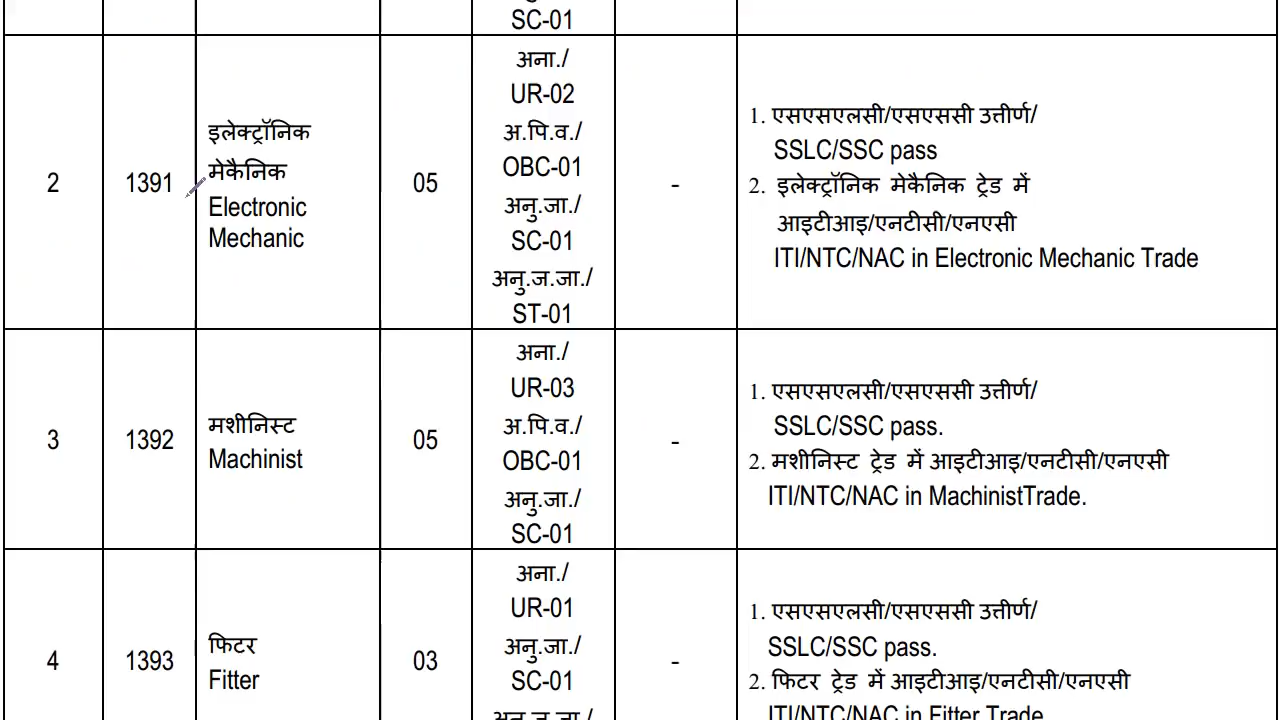 SC-01
2
1391
इलेक्ट्रॉनिक
मेकैनिक
Electronic
Mechanic
05
अना./
UR-02
अ.पि.व./
OBC-01
अनु.जा./
SC-01
अनु.ज.जा./
ST-01
-
1. एसएसएलसी/एसएससी उत्तीर्ण/
SSLC/SSC pass
2. इलेक्ट्रॉनिक मेकैनिक ट्रेड में
आइटीआइ/एनटीसी/एनएसी
ITI/NTC/NAC in Electronic Mechanic Trade
3
1392
मशीनिस्ट
Machinist
05
अना./
UR-03
अ.पि.व./
OBC-01
अनु.जा./
SC-01
-
1. एसएसएलसी/एसएससी उत्तीर्ण/
SSLC/SSC pass.
2. मशीनिस्ट ट्रेड में आइटीआइ/एनटीसी/एनएसी
ITI/NTC/NAC in MachinistTrade.
4
1393
फिटर
Fitter
03
अना./
UR-01
अनु.जा./
SC-01
अनु.ज.जा./
-
1. एसएसएलसी/एसएससी उत्तीर्ण/
SSLC/SSC pass.
2. फिटर ट्रेड में आइटीआइ/एनटीसी/एनएसी
ITI/NTC/NAC in Fitter Trade